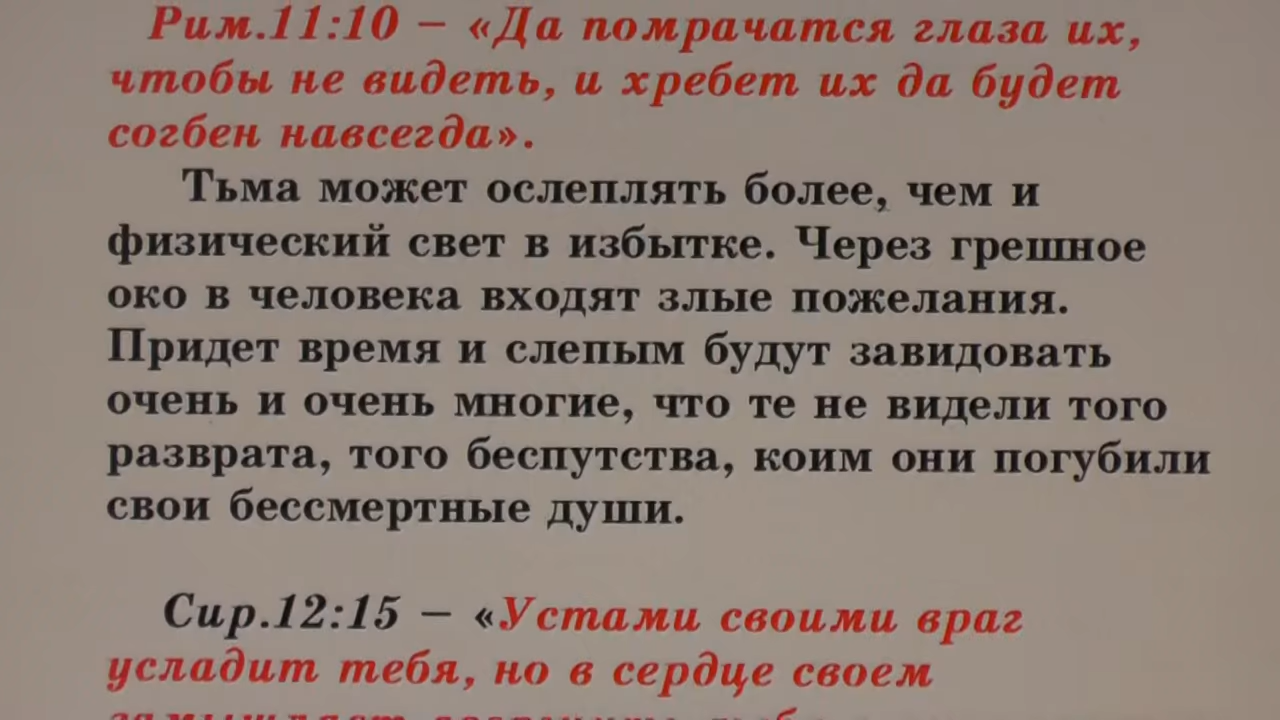 Рим.11:10 – «Да помрачатся глаза их,
чтобы не видеть, и хребет их да будет
согбен навсегда».
Тьма может ослеплять более, чем и
физический свет в избытке. Через грешное
око в человека входят злые пожелания.
Придет время и слепым будут завидовать
очень и очень многие, что те не видели того
разврата, того беспутства, коим они погубили
свои бессмертные души.
Сир.12:15 – «Устами своими враг
усладит тебя, но в сердце своем